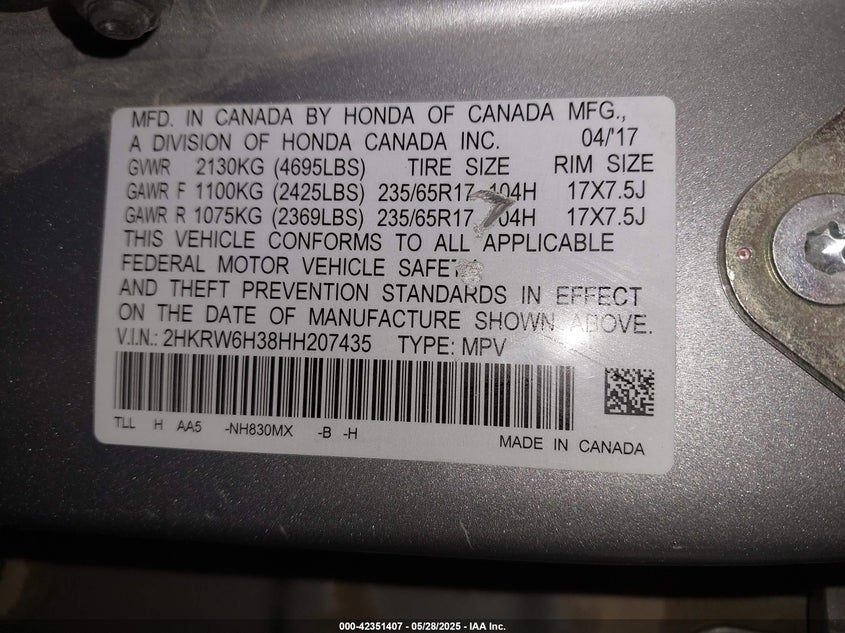 MFD. IN CANADA BY HONDA OF CANADA MFG.,
A DIVISION OF HONDA CANADA INC. 04/'17
GVWR 2130KG (4695LBS) TIRE SIZE RIM SIZE
GAWR F 1100KG (2425LBS) 235/65R17 104H 17X7.5J
GAWR R 1075KG (2369LBS) 235/65R17 104H 17X7.5J
THIS VEHICLE CONFORMS TO ALL APPLICABLE
FEDERAL MOTOR VEHICLE SAFETY
AND THEFT PREVENTION STANDARDS IN EFFECT
ON THE DATE OF MANUFACTURE SHOWN ABOVE.
V.I.N.: 2HKRW6H38HH207435 TYPE: MPV
TLL H AA5 -NH830MX -B -H
MADE IN CANADA
000-42351407 - 05/28/2025 - IAA Inc.